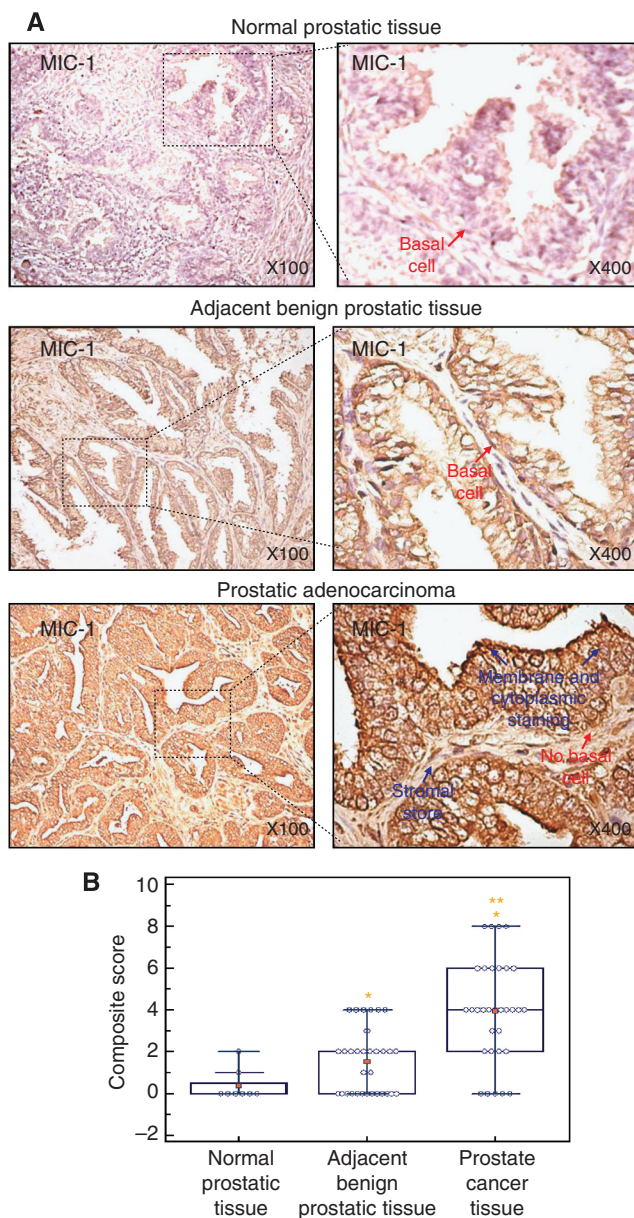 A
Normal prostatic tissue
MIC-1
X100
MIC-1
Basal
cell
X400
Adjacent benign prostatic tissue
MIC-1
X100
MIC-1
Basal
cell
X400
Prostatic adenocarcinoma
MIC-1
X100
MIC-1
Membrane and
cytoplasmic
staining
No basal
cell
Stromal
store
X400
B
Composite score
10
8
6
4
2
0
−2
*
**
*
Normal
prostatic
tissue
Adjacent
benign
prostatic tissue
Prostate
cancer
tissue